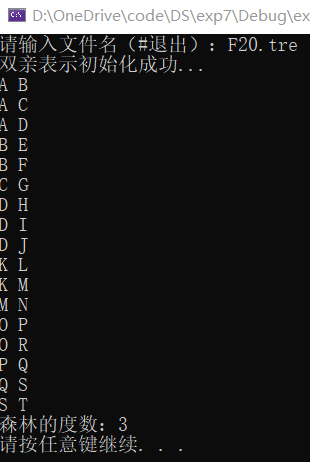 D:\OneDrive\code\DS\exp7\Debug\ex
请输入文件名（#退出）：F20.tre
双亲表示初始化成功...
A B
A C
A D
B E
B F
C G
D H
D I
D J
K L
K M
M N
O P
O R
P Q
Q S
S T
森林的度数：3
请按任意键继续. . .